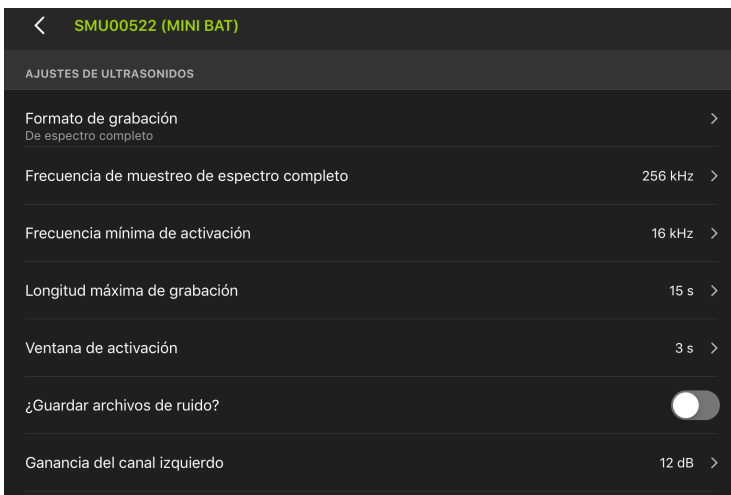 SMU00522 (MINI BAT)
AJUSTES DE ULTRASONIDOS
Formato de grabación
De espectro completo
Frecuencia de muestreo de espectro completo 256 kHz
Frecuencia mínima de activación 16 kHz
Longitud máxima de grabación 15 s
Ventana de activación 3 s
¿Guardar archivos de ruido?
Ganancia del canal izquierdo 12 dB